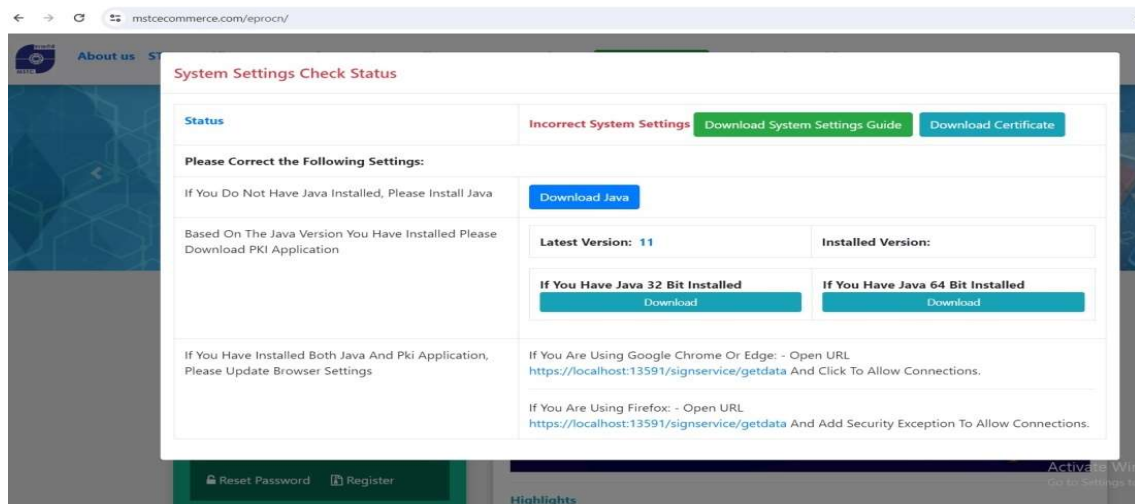 mstcecommerce.com/eprocn/
MSTC
About us
System Settings Check Status
Status
Incorrect System Settings
Download System Settings Guide
Download Certificate
Please Correct the Following Settings:
If You Do Not Have Java Installed, Please Install Java
Download Java
Based On The Java Version You Have Installed Please
Download PKI Application
Latest Version: 11
Installed Version:
If You Have Java 32 Bit Installed
Download
If You Have Java 64 Bit Installed
Download
If You Have Installed Both Java And Pki Application,
Please Update Browser Settings
If You Are Using Google Chrome Or Edge: - Open URL
https://localhost:13591/signservice/getdata And Click To Allow Connections.
If You Are Using Firefox: - Open URL
https://localhost:13591/signservice/getdata And Add Security Exception To Allow Connections.
Reset Password
Register
Highlights
Activate Wi
Go to Settings t